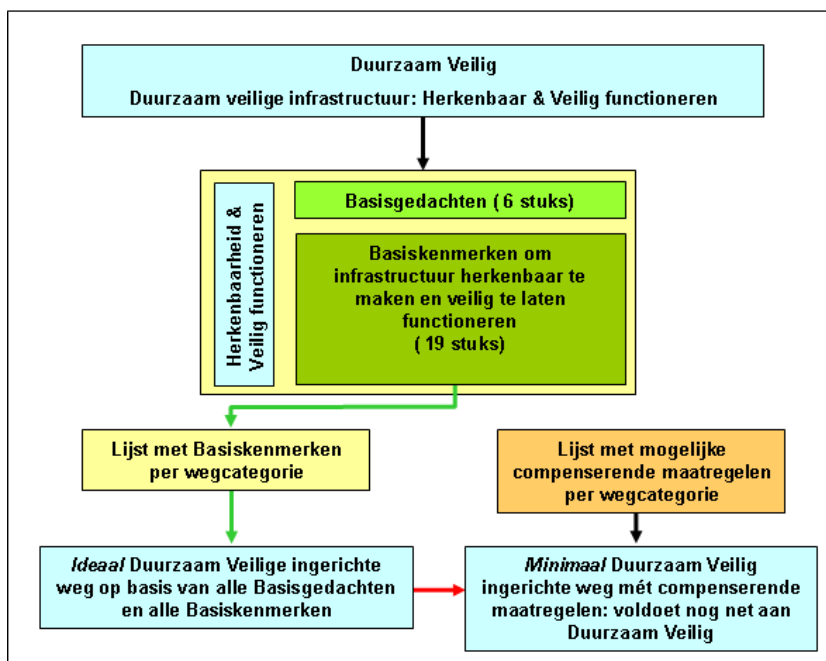 Duurzaam Veilig
Duurzaam veilige infrastructuur: Herkenbaar & Veilig functioneren
Herkenbaarheid &
Veilig functioneren
Basisgedachten ( 6 stuks)
Basiskenmerken om
infrastructuur herkenbaar te
maken en veilig te laten
functioneren
( 19 stuks)
Lijst met Basiskenmerken
per wegcategorie
Lijst met mogelijke
compenserende maatregelen
per wegcategorie
Ideaal Duurzaam Veilige ingerichte
weg op basis van alle Basisgedachten
en alle Basiskenmerken
Minimaal Duurzaam Veilig
ingerichte weg mét compenserende
maatregelen: voldoet nog net aan
Duurzaam Veilig